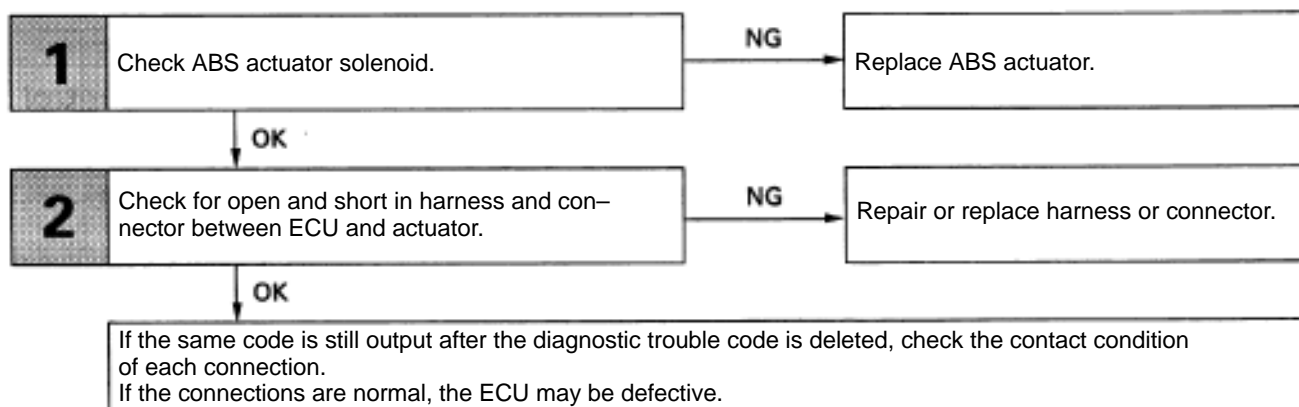 1
Check ABS actuator solenoid.
NG
Replace ABS actuator.
OK
2
Check for open and short in harness and con–
nector between ECU and actuator.
NG
Repair or replace harness or connector.
OK
If the same code is still output after the diagnostic trouble code is deleted, check the contact condition
of each connection.
If the connections are normal, the ECU may be defective.